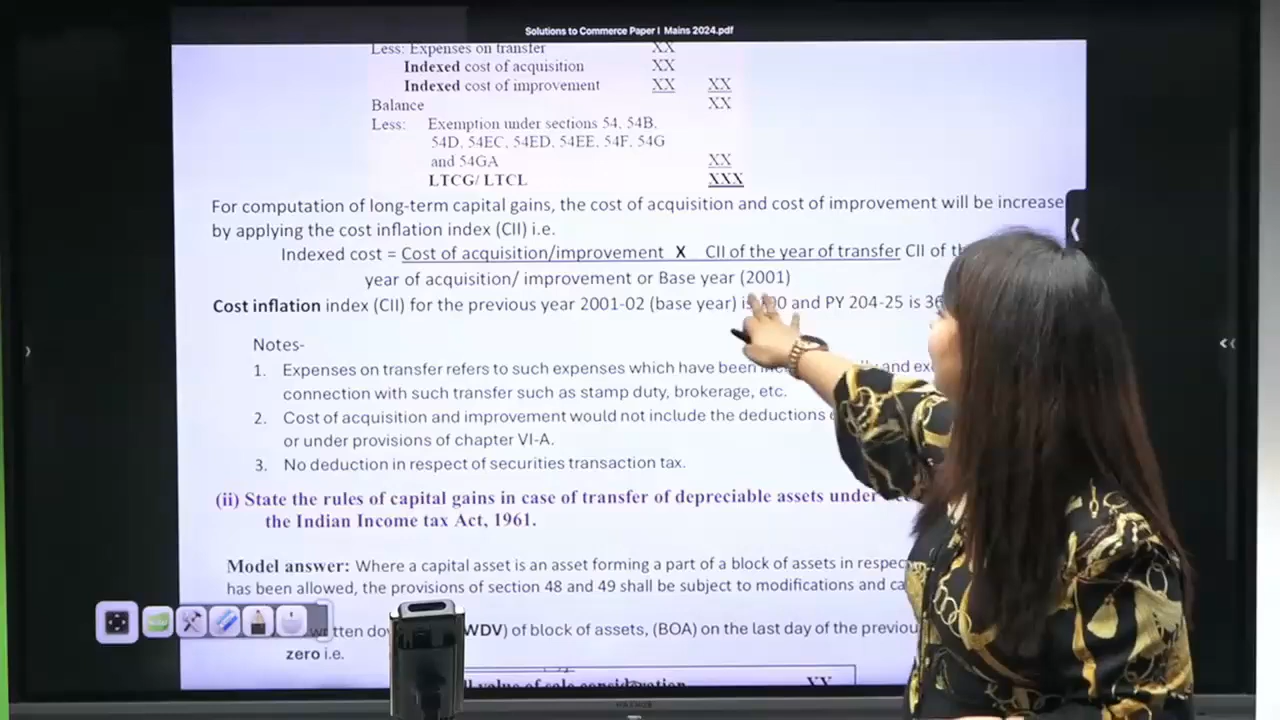 Solutions to Commerce Paper I Mains 2024.pdf
Less: Expenses on transfer XX
Indexed cost of acquisition XX
Indexed cost of improvement XX XX
Balance XX
Less: Exemption under sections 54, 54B,
54D, 54EC, 54ED, 54EE, 54F, 54G
and 54GA XX
LTCG/ LTCL XXX
For computation of long-term capital gains, the cost of acquisition and cost of improvement will be increase
by applying the cost inflation index (CII) i.e.
Indexed cost = Cost of acquisition/improvement X CII of the year of transfer CII of
year of acquisition/ improvement or Base year (2001)
Cost inflation index (CII) for the previous year 2001-02 (base year) is and PY 204-25 is
Notes-
1. Expenses on transfer refers to such expenses which have been and
connection with such transfer such as stamp duty, brokerage, etc.
2. Cost of acquisition and improvement would not include the deductions
or under provisions of chapter VI-A.
3. No deduction in respect of securities transaction tax.
(ii) State the rules of capital gains in case of transfer of depreciable assets under
the Indian Income tax Act, 1961.
Model answer: Where a capital asset is an asset forming a part of a block of assets in
has been allowed, the provisions of section 48 and 49 shall be subject to modifications and
WDV) of block of assets, (BOA) on the last day of the
zero i.e.
value of sale consideration XX